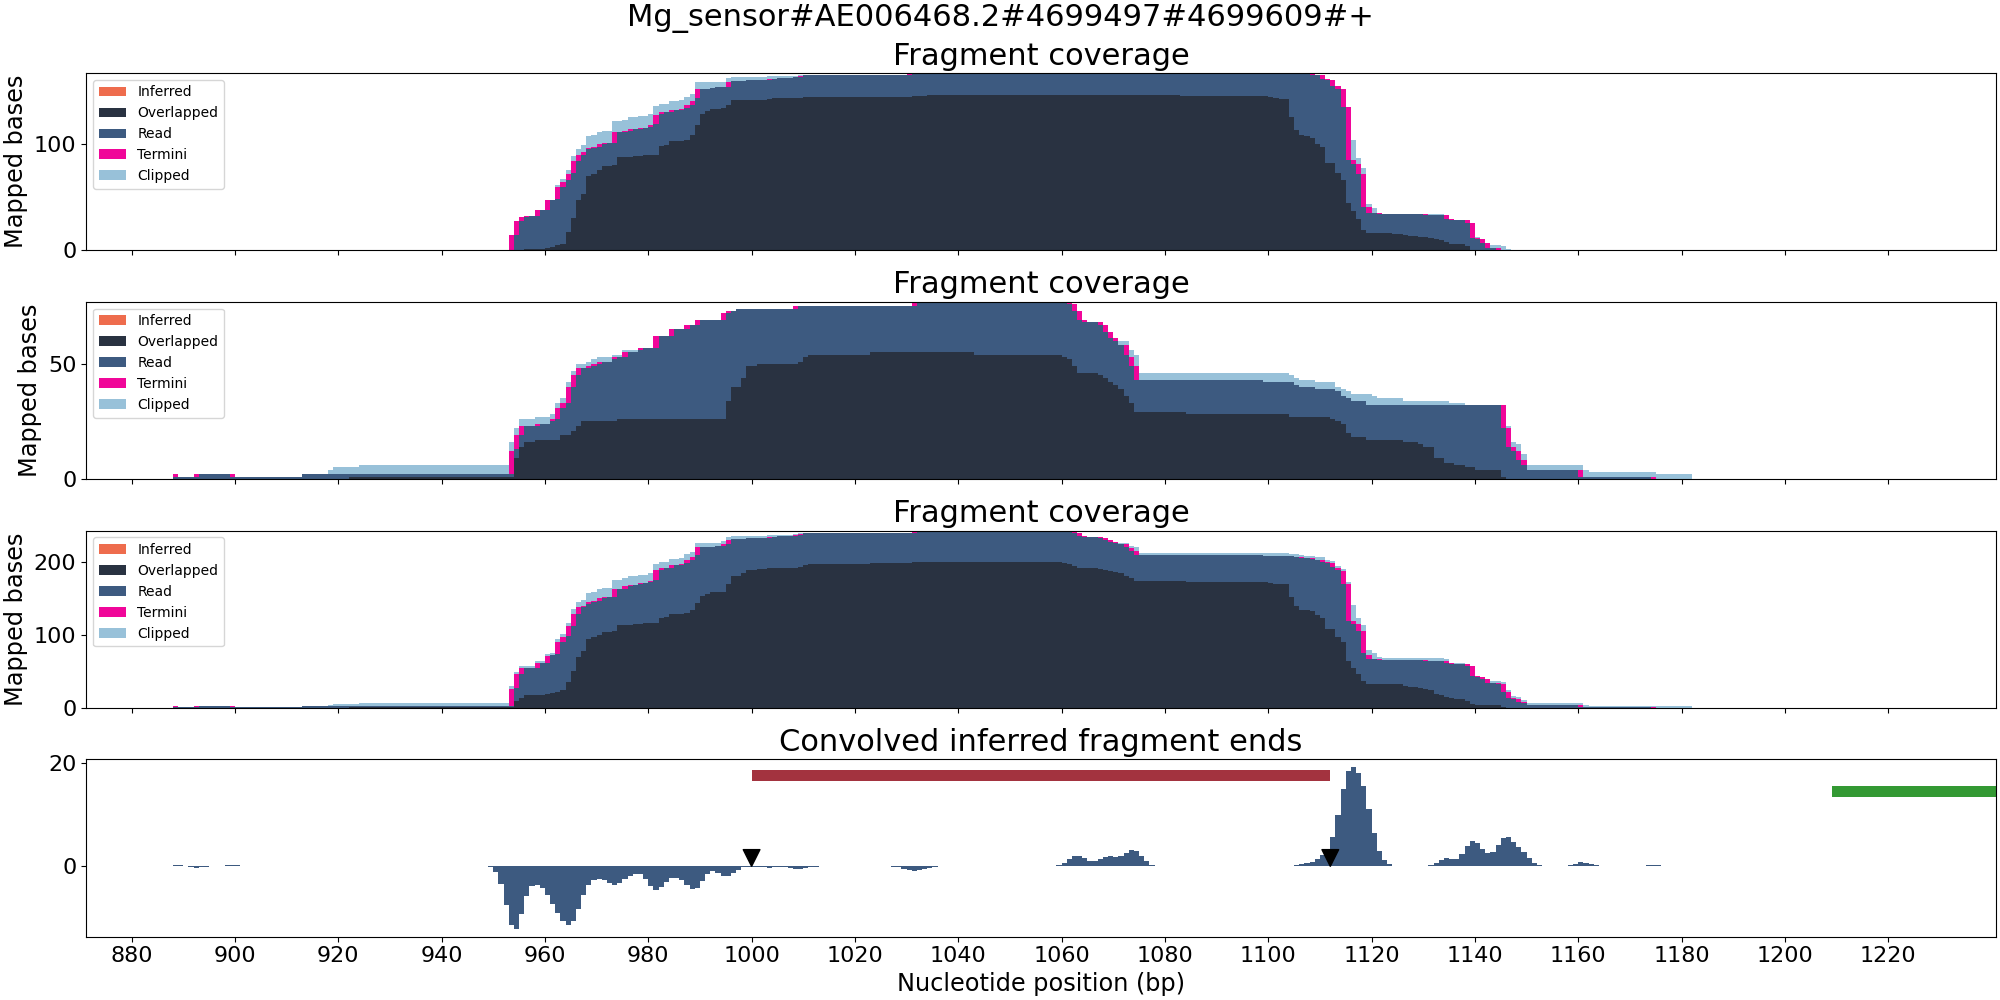 Mg_sensor#AE006468.2#4699497#4699609#+
Fragment coverage
Mapped bases
100
0
Inferred
Overlapped
Read
Termini
Clipped
Fragment coverage
Mapped bases
50
0
Inferred
Overlapped
Read
Termini
Clipped
Fragment coverage
Mapped bases
200
100
0
Inferred
Overlapped
Read
Termini
Clipped
Convolved inferred fragment ends
20
0
880 900 920 940 960 980 1000 1020 1040 1060 1080 1100 1120 1140 1160 1180 1200 1220
Nucleotide position (bp)